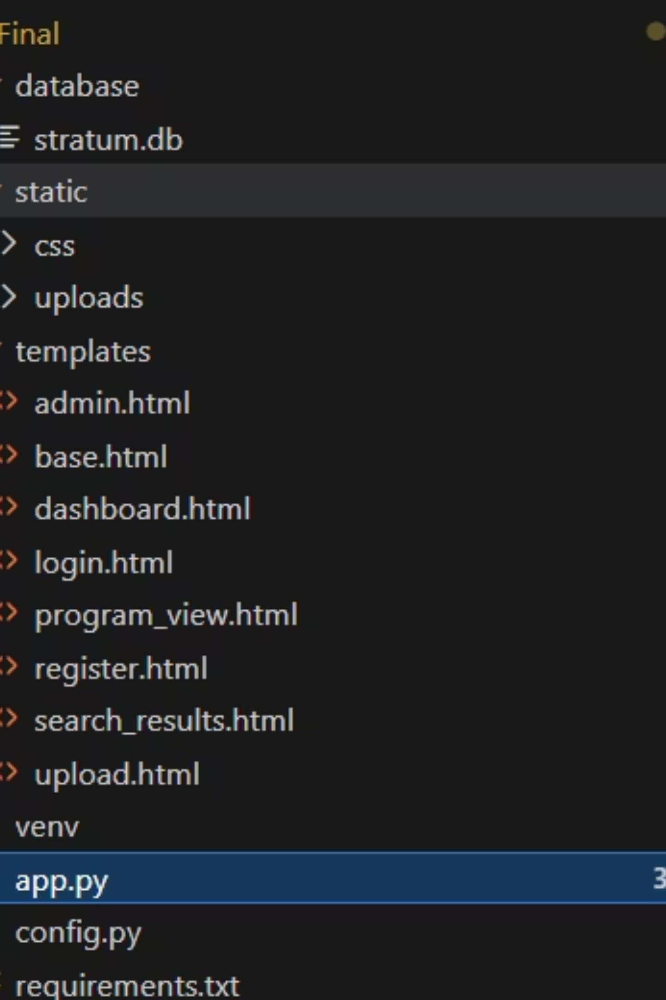 Final
database
stratum.db
static
css
uploads
templates
admin.html
base.html
dashboard.html
login.html
program_view.html
register.html
search_results.html
upload.html
venv
app.py 3
config.py
requirements.txt